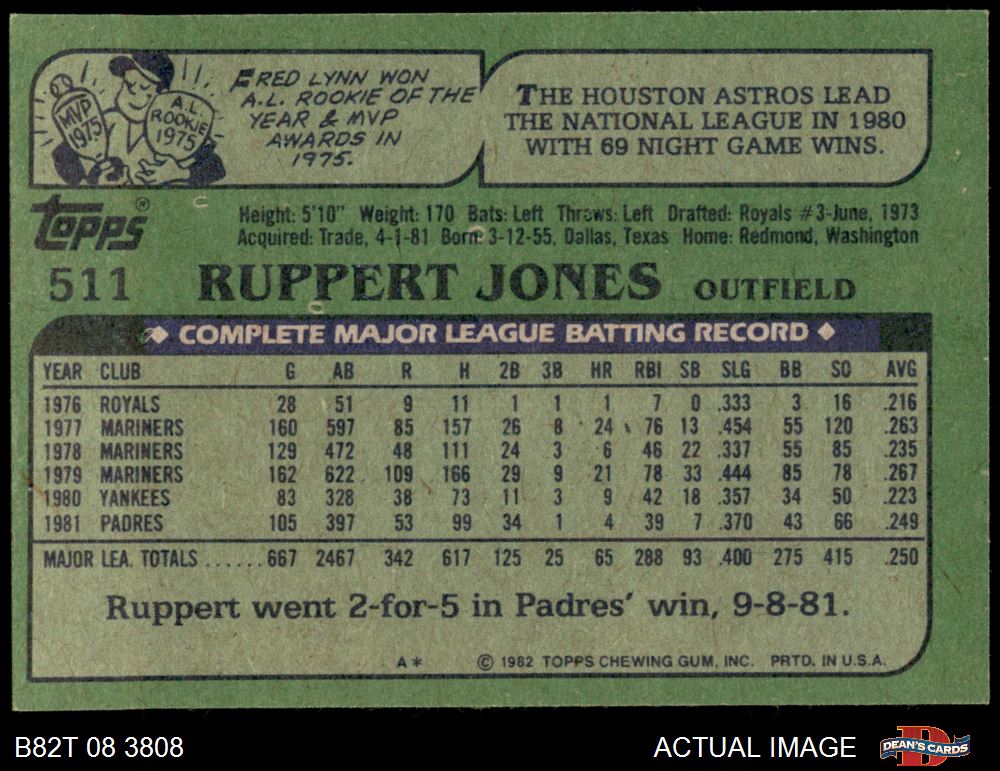 MVP 1975
A.L. ROOKIE 1975
FRED LYNN WON
A.L. ROOKIE OF THE
YEAR & MVP
AWARDS IN
1975.
THE HOUSTON ASTROS LEAD
THE NATIONAL LEAGUE IN 1980
WITH 69 NIGHT GAME WINS.
topps®
Height: 5'10" Weight: 170 Bats: Left Throws: Left Drafted: Royals #3-June, 1973
Acquired: Trade, 4-1-81 Born: 3-12-55, Dallas, Texas Home: Redmond, Washington
511 RUPPERT JONES OUTFIELD
◆ COMPLETE MAJOR LEAGUE BATTING RECORD ◆
YEAR CLUB G AB R H 2B 3B HR RBI SB SLG BB SO AVG
1976 ROYALS 28 51 9 11 1 1 1 7 0 .333 3 16 .216
1977 MARINERS 160 597 85 157 26 8 24 76 13 .454 55 120 .263
1978 MARINERS 129 472 48 111 24 3 6 46 22 .337 55 85 .235
1979 MARINERS 162 622 109 166 29 9 21 78 33 .444 85 78 .267
1980 YANKEES 83 328 38 73 11 3 9 42 18 .357 34 50 .223
1981 PADRES 105 397 53 99 34 1 4 39 7 .370 43 66 .249
MAJOR LEA. TOTALS ...... 667 2467 342 617 125 25 65 288 93 .400 275 415 .250
Ruppert went 2-for-5 in Padres' win, 9-8-81.
A* © 1982 TOPPS CHEWING GUM, INC. PRTD. IN U.S.A.
B82T 08 3808
ACTUAL IMAGE
DEAN'S CARDS